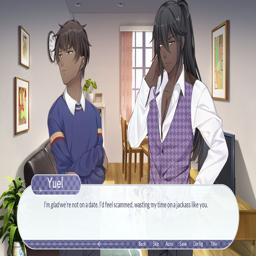 Yuel
I'm glad we're not on a date. I'd feel scammed, wasting my time on a jackass like you.
Back Skip Auto Save Config Title